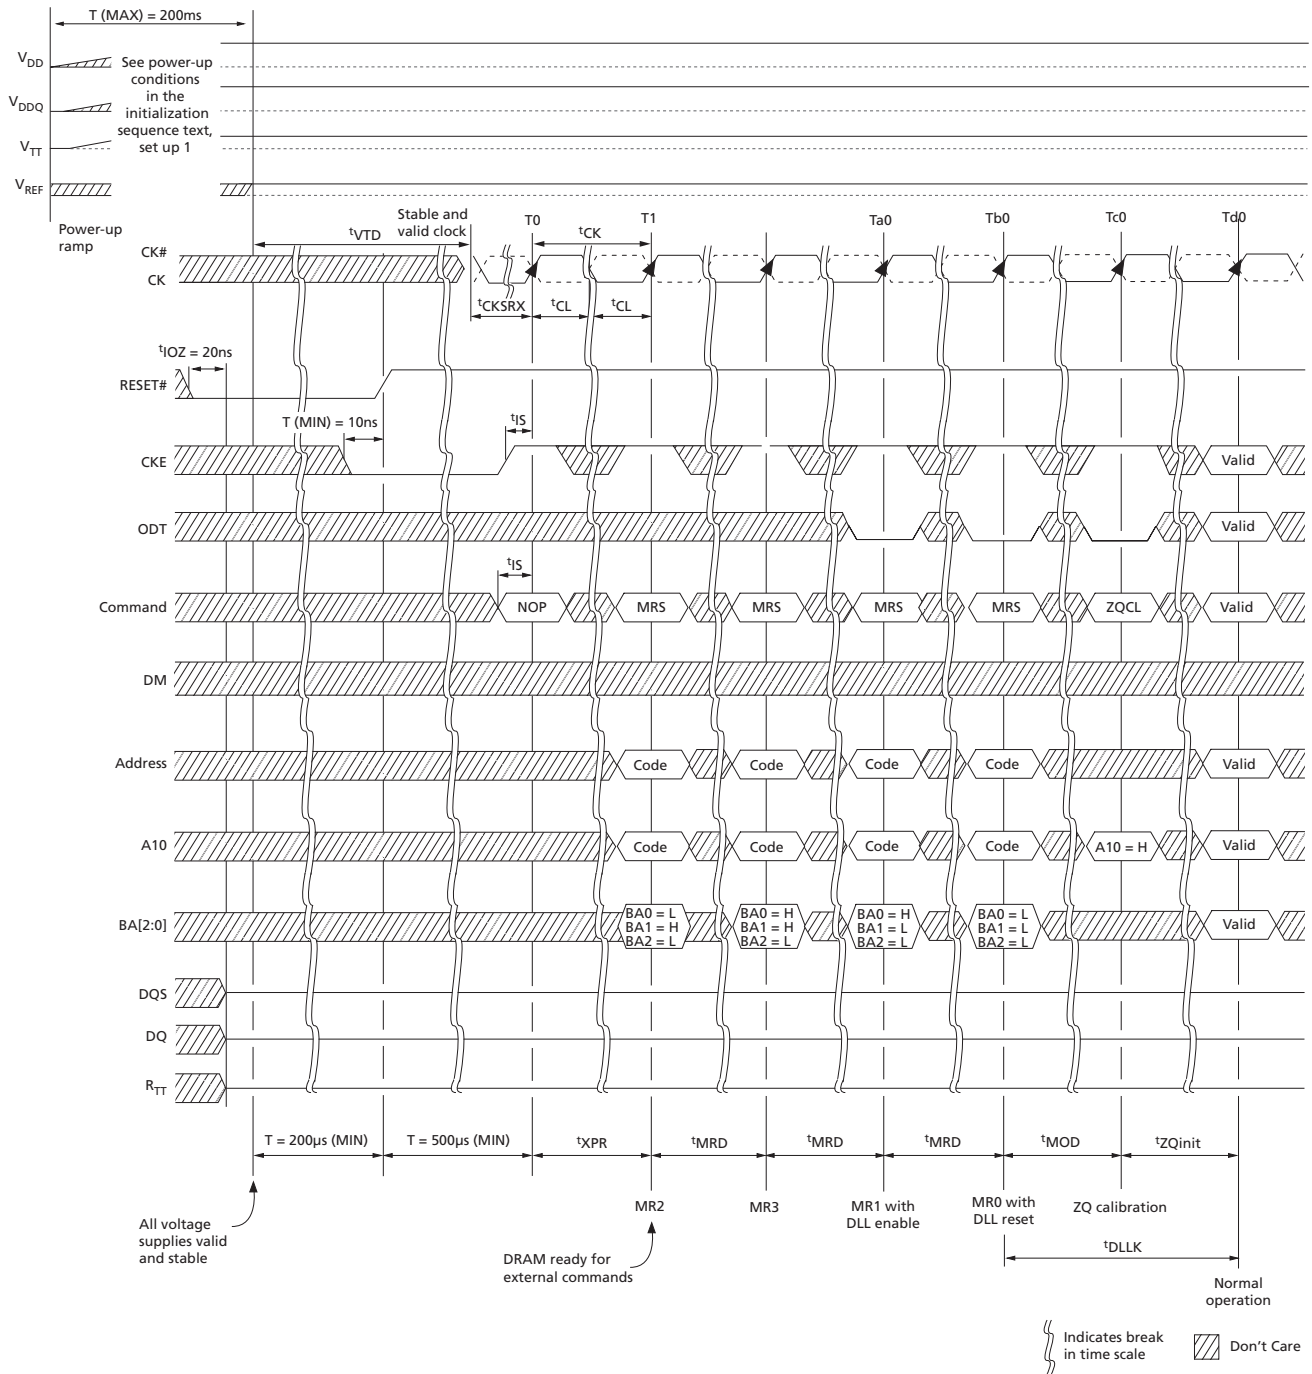 T (MAX) = 200ms
VDD
See power-up
conditions
in the
initialization
sequence text,
set up 1
VDDQ
VTT
VREF
Power-up
ramp
Stable and
valid clock
T0
T1
Ta0
Tb0
Tc0
Td0
tVTD
tCK
CK#
CK
tCKSRX
tCL
tCL
tIOZ = 20ns
RESET#
T (MIN) = 10ns
tIS
CKE
Valid
ODT
Valid
tIS
Command
NOP
MRS
MRS
MRS
MRS
ZQCL
Valid
DM
Address
Code
Code
Code
Code
Valid
A10
Code
Code
Code
Code
A10 = H
Valid
BA[2:0]
BA0 = L
BA1 = H
BA2 = L
BA0 = H
BA1 = H
BA2 = L
BA0 = H
BA1 = L
BA2 = L
BA0 = L
BA1 = L
BA2 = L
Valid
DQS
DQ
RTT
T = 200µs (MIN)
T = 500µs (MIN)
tXPR
tMRD
tMRD
tMRD
tMOD
tZQinit
All voltage
supplies valid
and stable
MR2
MR3
MR1 with
DLL enable
MR0 with
DLL reset
ZQ calibration
DRAM ready for
external commands
tDLLK
Normal
operation
Indicates break
in time scale
Don't Care